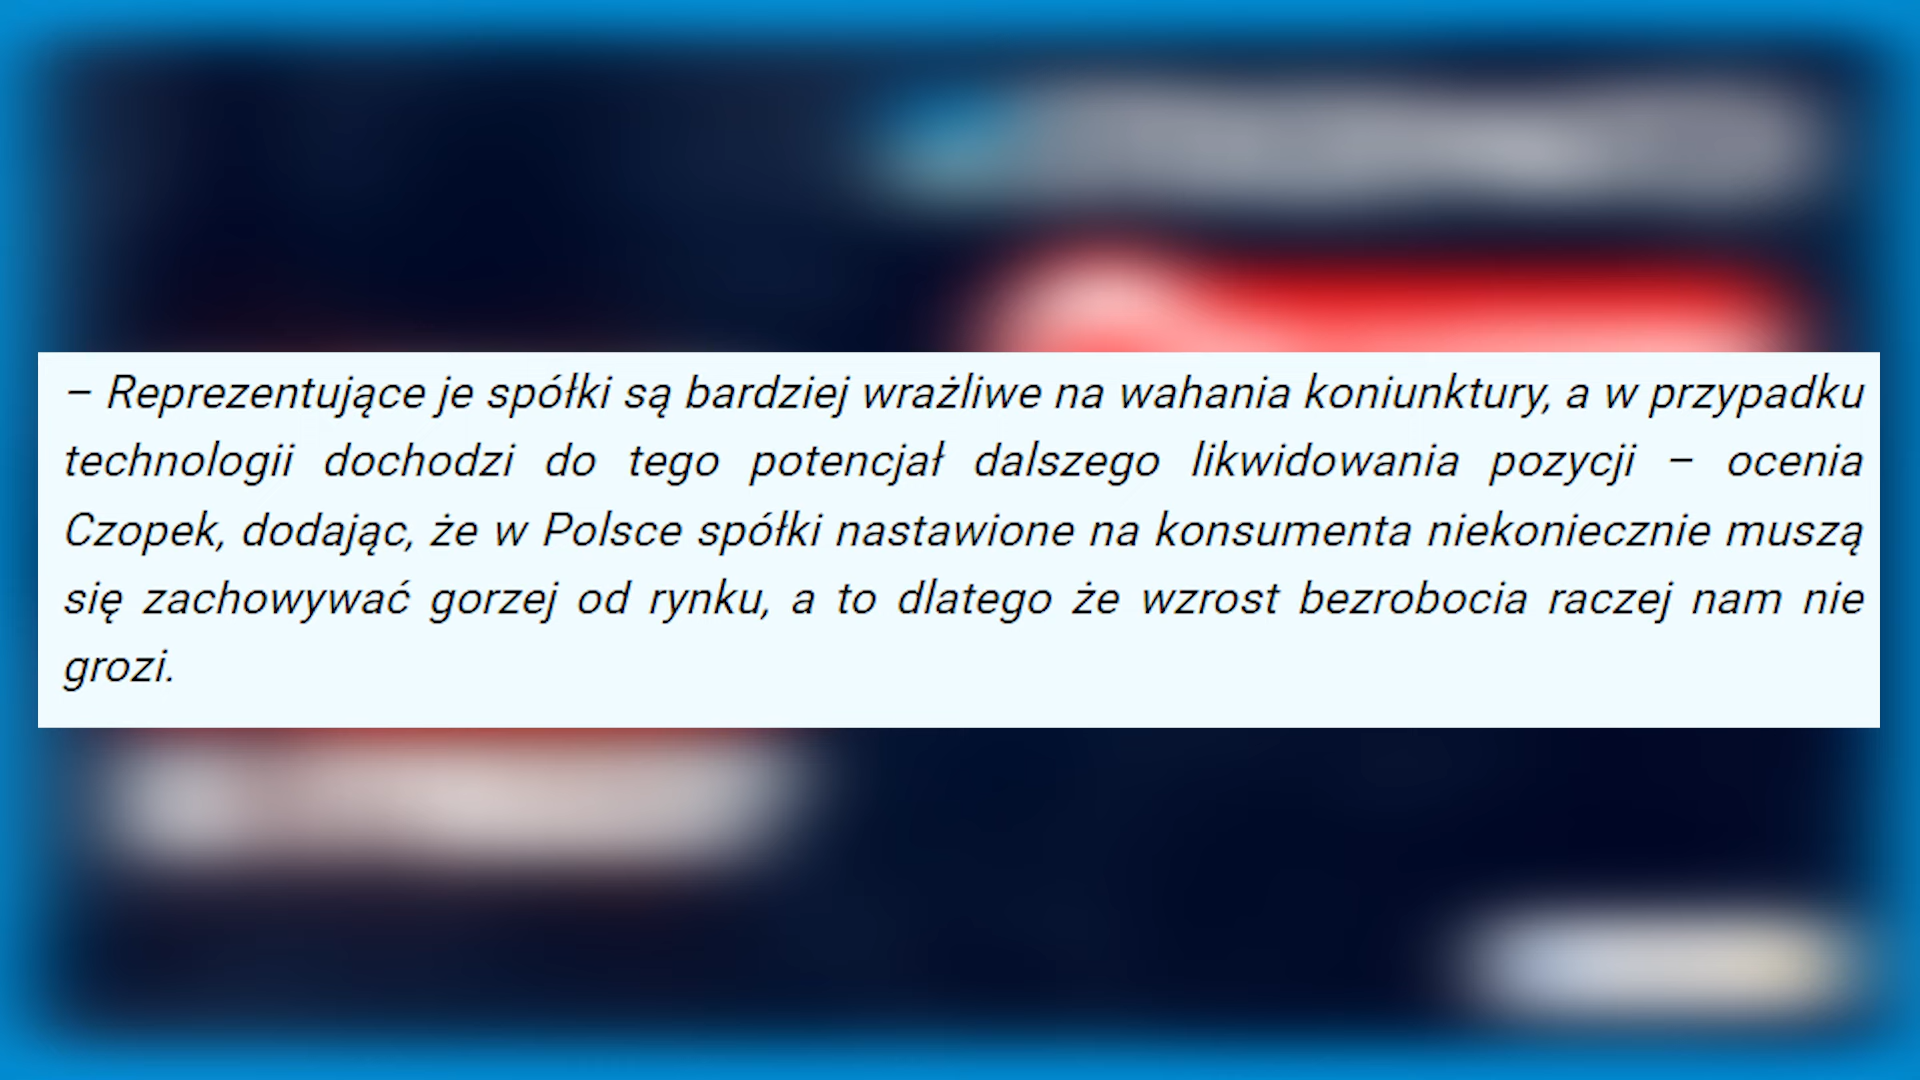 – Reprezentujące je spółki są bardziej wrażliwe na wahania koniunktury, a w przypadku
technologii dochodzi do tego potencjał dalszego likwidowania pozycji – ocenia
Czopek, dodając, że w Polsce spółki nastawione na konsumenta niekoniecznie muszą
się zachowywać gorzej od rynku, a to dlatego że wzrost bezrobocia raczej nam nie
grozi.